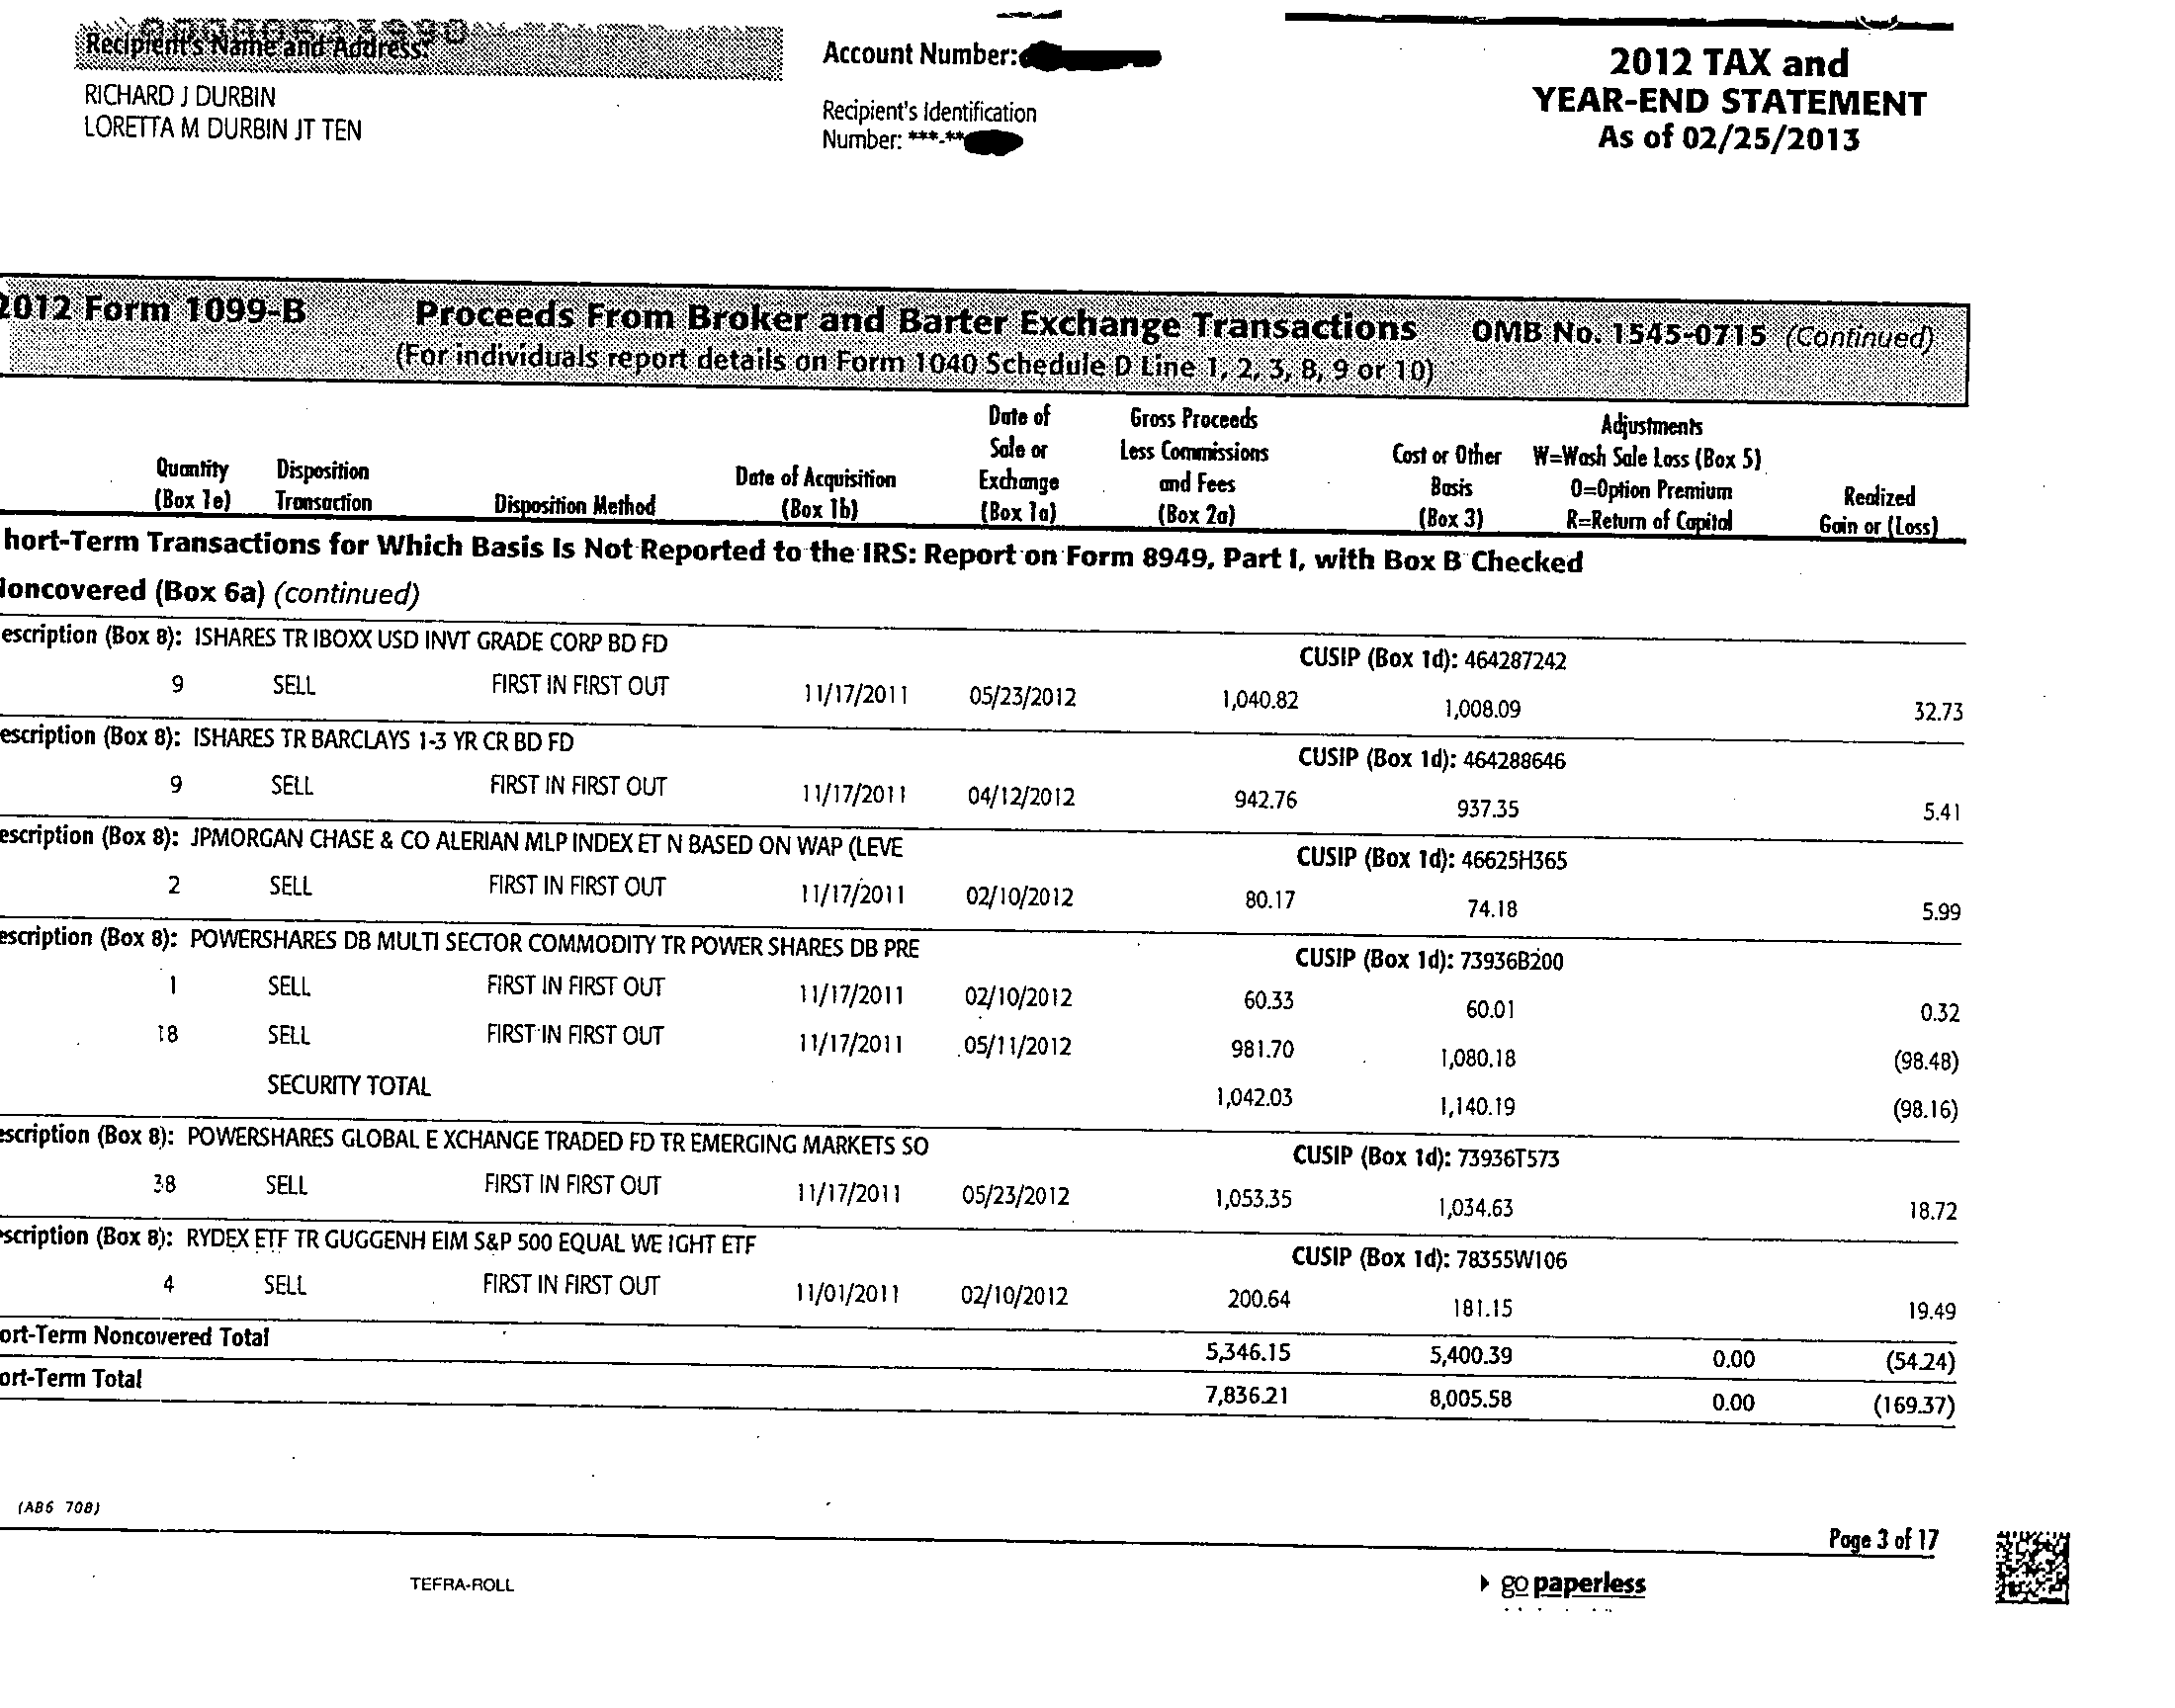 Recipient's Name and Address:
RICHARD J DURBIN
LORETTA M DURBIN JT TEN
Account Number:
Recipient's Identification
Number: ***-**
2012 TAX and
YEAR-END STATEMENT
As of 02/25/2013
2012 Form 1099-B Proceeds From Broker and Barter Exchange Transactions OMB No. 1545-0715 (Continued)
(For individuals report details on Form 1040 Schedule D Line 1, 2, 3, 8, 9 or 10)
Quantity (Box 1e) Disposition Transaction Disposition Method Date of Acquisition (Box 1b) Date of Sale or Exchange (Box 1a) Gross Proceeds Less Commissions and Fees (Box 2a) Cost or Other Basis (Box 3) Adjustments W=Wash Sale Loss (Box 5) O=Option Premium R=Return of Capital Realized Gain or (Loss)
hort-Term Transactions for Which Basis Is Not Reported to the IRS: Report on Form 8949, Part I, with Box B Checked
loncovered (Box 6a) (continued)
escription (Box 8): ISHARES TR IBOXX USD INVT GRADE CORP BD FD CUSIP (Box 1d): 464287242
9 SELL FIRST IN FIRST OUT 11/17/2011 05/23/2012 1,040.82 1,008.09 32.73
escription (Box 8): ISHARES TR BARCLAYS 1-3 YR CR BD FD CUSIP (Box 1d): 464288646
9 SELL FIRST IN FIRST OUT 11/17/2011 04/12/2012 942.76 937.35 5.41
escription (Box 8): JPMORGAN CHASE & CO ALERIAN MLP INDEX ET N BASED ON WAP (LEVE CUSIP (Box 1d): 46625H365
2 SELL FIRST IN FIRST OUT 11/17/2011 02/10/2012 80.17 74.18 5.99
escription (Box 8): POWERSHARES DB MULTI SECTOR COMMODITY TR POWER SHARES DB PRE CUSIP (Box 1d): 73936B200
1 SELL FIRST IN FIRST OUT 11/17/2011 02/10/2012 60.33 60.01 0.32
18 SELL FIRST IN FIRST OUT 11/17/2011 05/11/2012 981.70 1,080.18 (98.48)
SECURITY TOTAL 1,042.03 1,140.19 (98.16)
escription (Box 8): POWERSHARES GLOBAL E XCHANGE TRADED FD TR EMERGING MARKETS SO CUSIP (Box 1d): 73936T573
38 SELL FIRST IN FIRST OUT 11/17/2011 05/23/2012 1,053.35 1,034.63 18.72
scription (Box 8): RYDEX ETF TR GUGGENH EIM S&P 500 EQUAL WE IGHT ETF CUSIP (Box 1d): 78355W106
4 SELL FIRST IN FIRST OUT 11/01/2011 02/10/2012 200.64 181.15 19.49
ort-Term Noncovered Total 5,346.15 5,400.39 0.00 (54.24)
ort-Term Total 7,836.21 8,005.58 0.00 (169.37)
(AB6 708)
Page 3 of 17
TEFRA-ROLL
go paperless